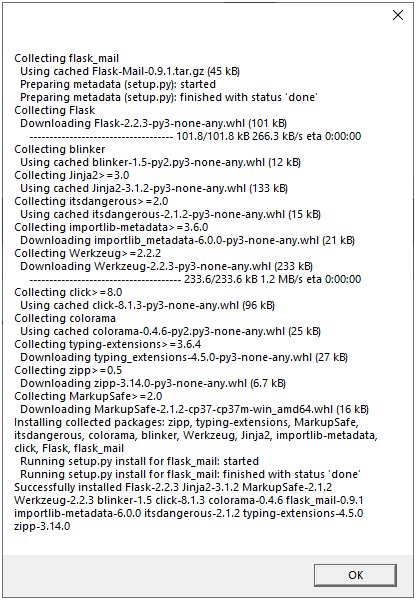 Collecting flask_mail
Using cached Flask-Mail-0.9.1.tar.gz (45 kB)
Preparing metadata (setup.py): started
Preparing metadata (setup.py): finished with status 'done'
Collecting Flask
Downloading Flask-2.2.3-py3-none-any.whl (101 kB)
---------------------------------------- 101.8/101.8 kB 266.3 kB/s eta 0:00:00
Collecting blinker
Using cached blinker-1.5-py2.py3-none-any.whl (12 kB)
Collecting Jinja2>=3.0
Using cached Jinja2-3.1.2-py3-none-any.whl (133 kB)
Collecting itsdangerous>=2.0
Using cached itsdangerous-2.1.2-py3-none-any.whl (15 kB)
Collecting importlib-metadata>=3.6.0
Downloading importlib_metadata-6.0.0-py3-none-any.whl (21 kB)
Collecting Werkzeug>=2.2.2
Downloading Werkzeug-2.2.3-py3-none-any.whl (233 kB)
---------------------------------------- 233.6/233.6 kB 1.2 MB/s eta 0:00:00
Collecting click>=8.0
Using cached click-8.1.3-py3-none-any.whl (96 kB)
Collecting colorama
Using cached colorama-0.4.6-py2.py3-none-any.whl (25 kB)
Collecting typing-extensions>=3.6.4
Downloading typing_extensions-4.5.0-py3-none-any.whl (27 kB)
Collecting zipp>=0.5
Downloading zipp-3.14.0-py3-none-any.whl (6.7 kB)
Collecting MarkupSafe>=2.0
Downloading MarkupSafe-2.1.2-cp37-cp37m-win_amd64.whl (16 kB)
Installing collected packages: zipp, typing-extensions, MarkupSafe,
itsdangerous, colorama, blinker, Werkzeug, Jinja2, importlib-metadata,
click, Flask, flask_mail
Running setup.py install for flask_mail: started
Running setup.py install for flask_mail: finished with status 'done'
Successfully installed Flask-2.2.3 Jinja2-3.1.2 MarkupSafe-2.1.2
Werkzeug-2.2.3 blinker-1.5 click-8.1.3 colorama-0.4.6 flask_mail-0.9.1
importlib-metadata-6.0.0 itsdangerous-2.1.2 typing-extensions-4.5.0
zipp-3.14.0
OK